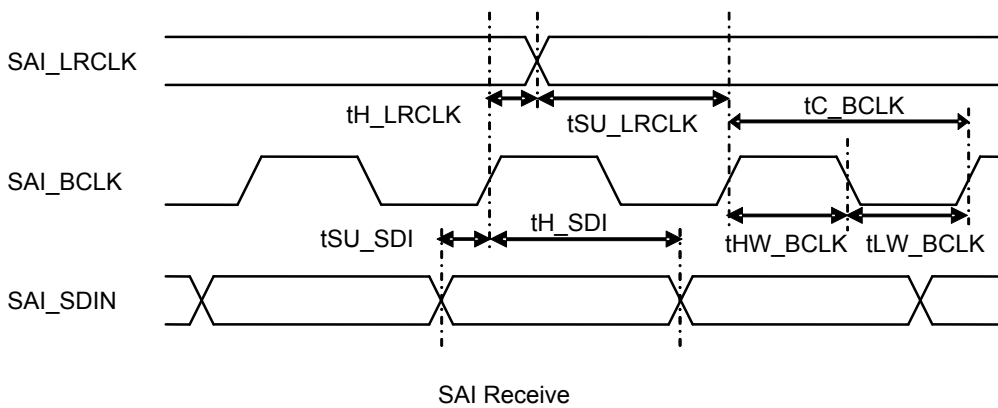 SAI_LRCLK
tH_LRCLK
tSU_LRCLK
tC_BCLK
SAI_BCLK
tSU_SDI
tH_SDI
tHW_BCLK
tLW_BCLK
SAI_SDIN
SAI Receive